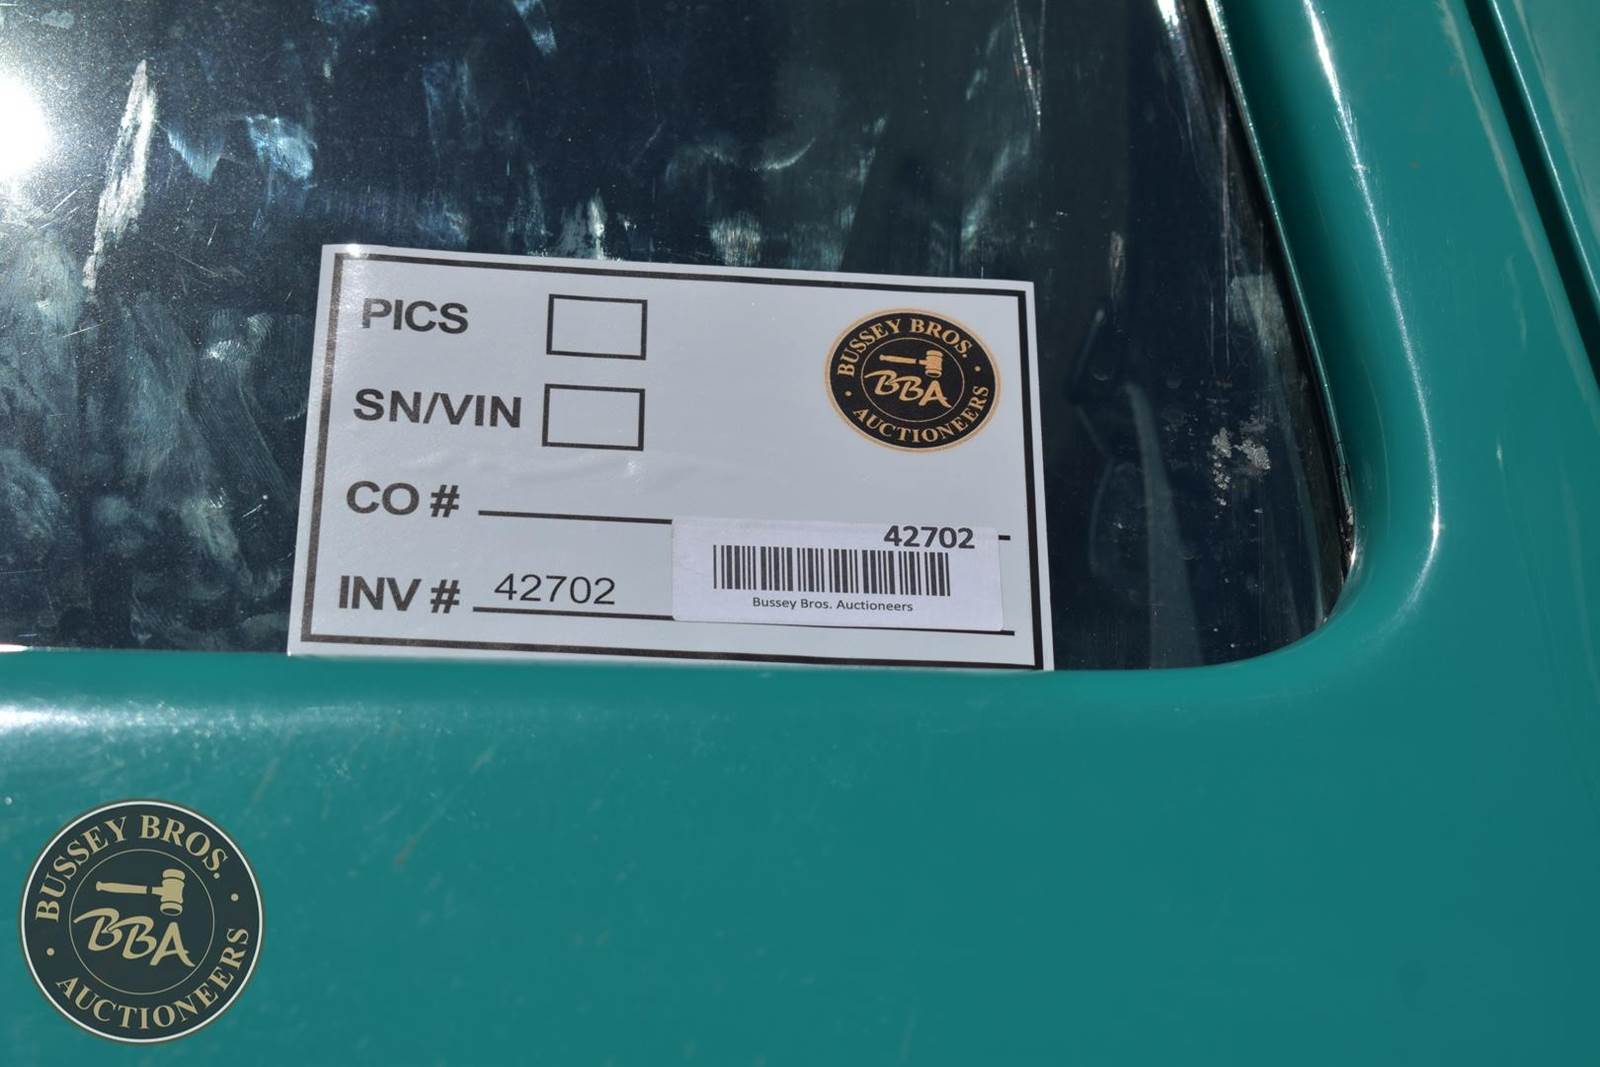 PICS
SN/VIN
CO #
INV # 42702
BUSSEY BROS.
BBA
AUCTIONEERS
42702
Bussey Bros. Auctioneers
BUSSEY BROS.
BBA
AUCTIONEERS